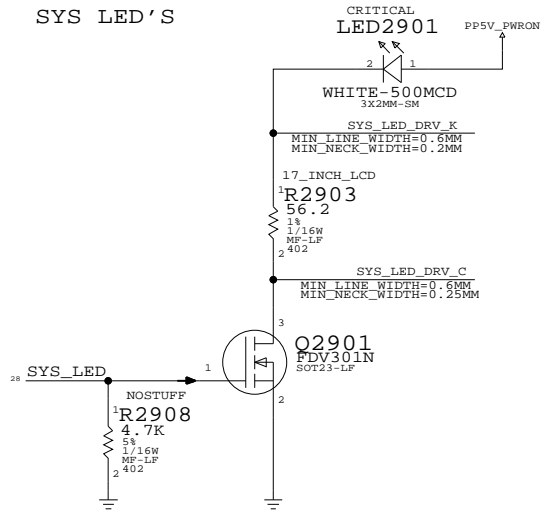 SYS LED'S
CRITICAL
LED2901
PP5V_PWRON
2
1
WHITE-500MCD
3X2MM-SM
SYS_LED_DRV_K
MIN_LINE_WIDTH=0.6MM
MIN_NECK_WIDTH=0.2MM
17_INCH_LCD
1
R2903
56.2
1%
1/16W
MF-LF
402
2
SYS_LED_DRV_C
MIN_LINE_WIDTH=0.6MM
MIN_NECK_WIDTH=0.25MM
3
Q2901
FDV301N
SOT23-LF
1
2
28 SYS_LED
NOSTUFF
1
R2908
4.7K
5%
1/16W
MF-LF
402
2